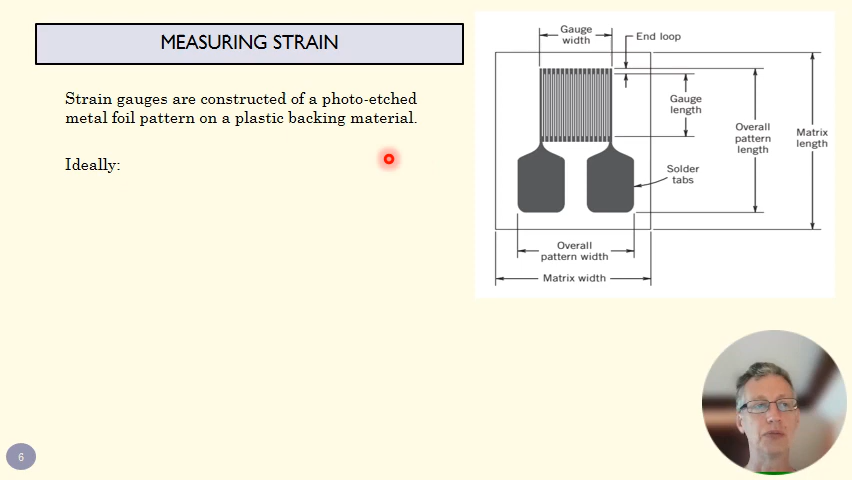 MEASURING STRAIN
Strain gauges are constructed of a photo-etched
metal foil pattern on a plastic backing material.
Ideally:
Gauge
width
End loop
Gauge
length
Overall
pattern
length
Matrix
length
Solder
tabs
Overall
pattern width
Matrix width
6